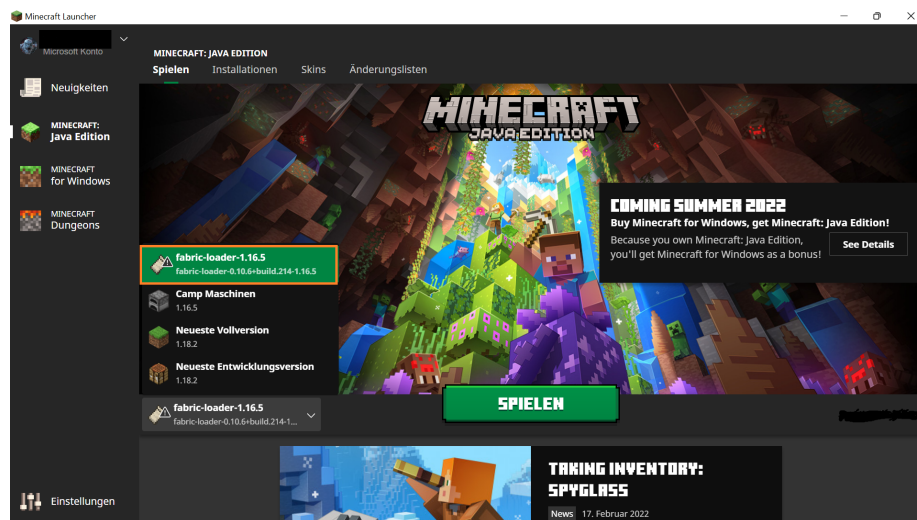 Minecraft Launcher
Microsoft Konto
MINECRAFT: JAVA EDITION
Spielen Installationen Skins Änderungslisten
Neuigkeiten
MINECRAFT:
Java Edition
MINECRAFT
for Windows
MINECRAFT
Dungeons
MINECRAFT
JAVA EDITION
COMING SUMMER 2022
Buy Minecraft for Windows, get Minecraft: Java Edition!
Because you own Minecraft: Java Edition,
you'll get Minecraft for Windows as a bonus!
See Details
fabric-loader-1.16.5
fabric-loader-0.10.6+build.214-1.16.5
Camp Maschinen
1.16.5
Neueste Vollversion
1.18.2
Neueste Entwicklungsversion
1.18.2
fabric-loader-1.16.5
fabric-loader-0.10.6+build.214-1...
SPIELEN
TAKING INVENTORY:
SPYGLASS
News 17. Februar 2022
Einstellungen